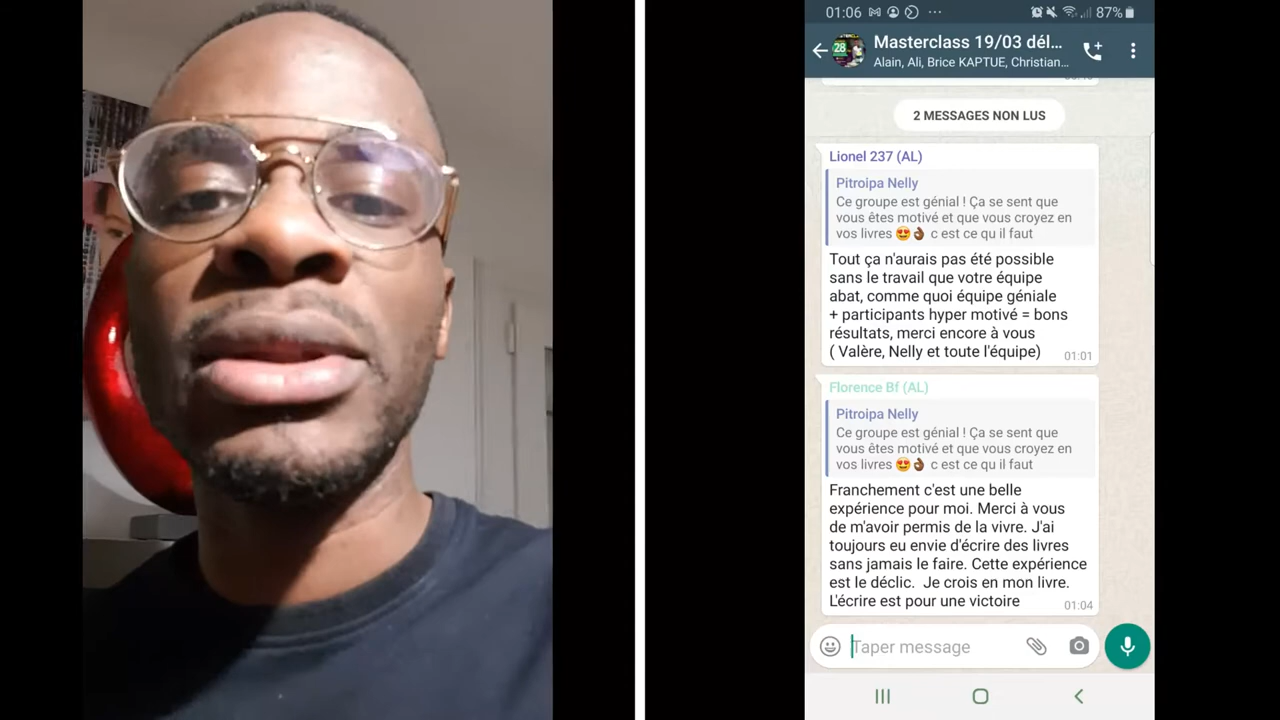 01:06
87%
Masterclass 19/03 dél...
Alain, Ali, Brice KAPTUE, Christian...
28
2 MESSAGES NON LUS
Lionel 237 (AL)
Pitroipa Nelly
Ce groupe est génial ! Ça se sent que
vous êtes motivé et que vous croyez en
vos livres 😍👌🏾 c est ce qu il faut
Tout ça n'aurais pas été possible
sans le travail que votre équipe
abat, comme quoi équipe géniale
+ participants hyper motivé = bons
résultats, merci encore à vous
( Valère, Nelly et toute l'équipe)
01:01
Florence Bf (AL)
Pitroipa Nelly
Ce groupe est génial ! Ça se sent que
vous êtes motivé et que vous croyez en
vos livres 😍👌🏾 c est ce qu il faut
Franchement c'est une belle
expérience pour moi. Merci à vous
de m'avoir permis de la vivre. J'ai
toujours eu envie d'écrire des livres
sans jamais le faire. Cette expérience
est le déclic.  Je crois en mon livre.
L'écrire est pour une victoire
01:04
Taper message